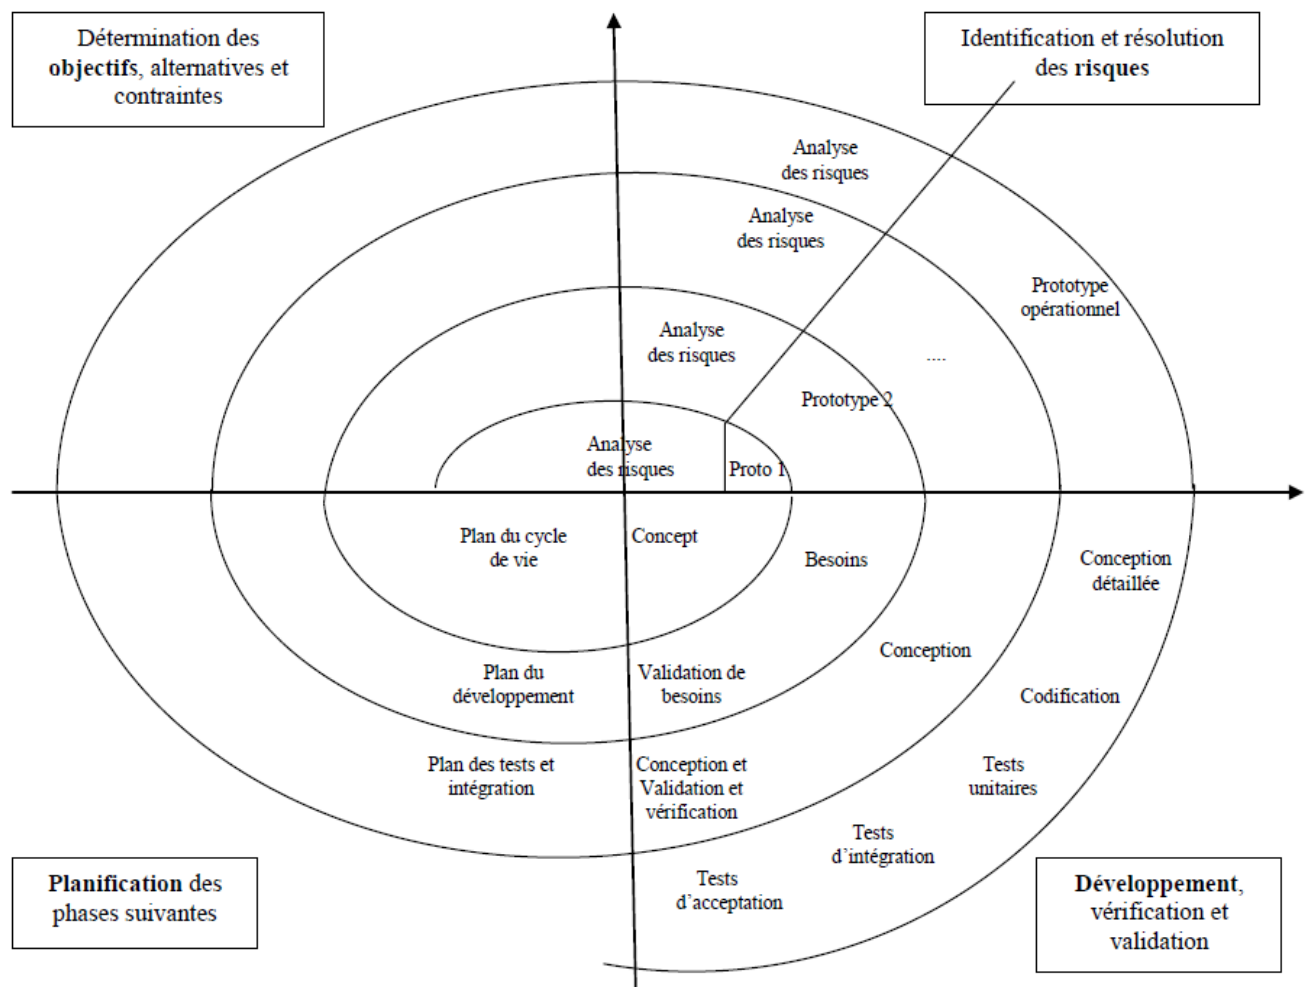 Détermination des
objectifs, alternatives et
contraintes
Identification et résolution
des risques
Analyse
des risques
Analyse
des risques
Prototype
opérationnel
Analyse
des risques
....
Prototype 2
Analyse
des risques
Proto 1
Plan du cycle
de vie
Concept
Besoins
Conception
détaillée
Plan du
développement
Validation de
besoins
Conception
Codification
Plan des tests et
intégration
Conception et
Validation et
vérification
Tests
unitaires
Tests
d'intégration
Tests
d'acceptation
Planification des
phases suivantes
Développement,
vérification et
validation